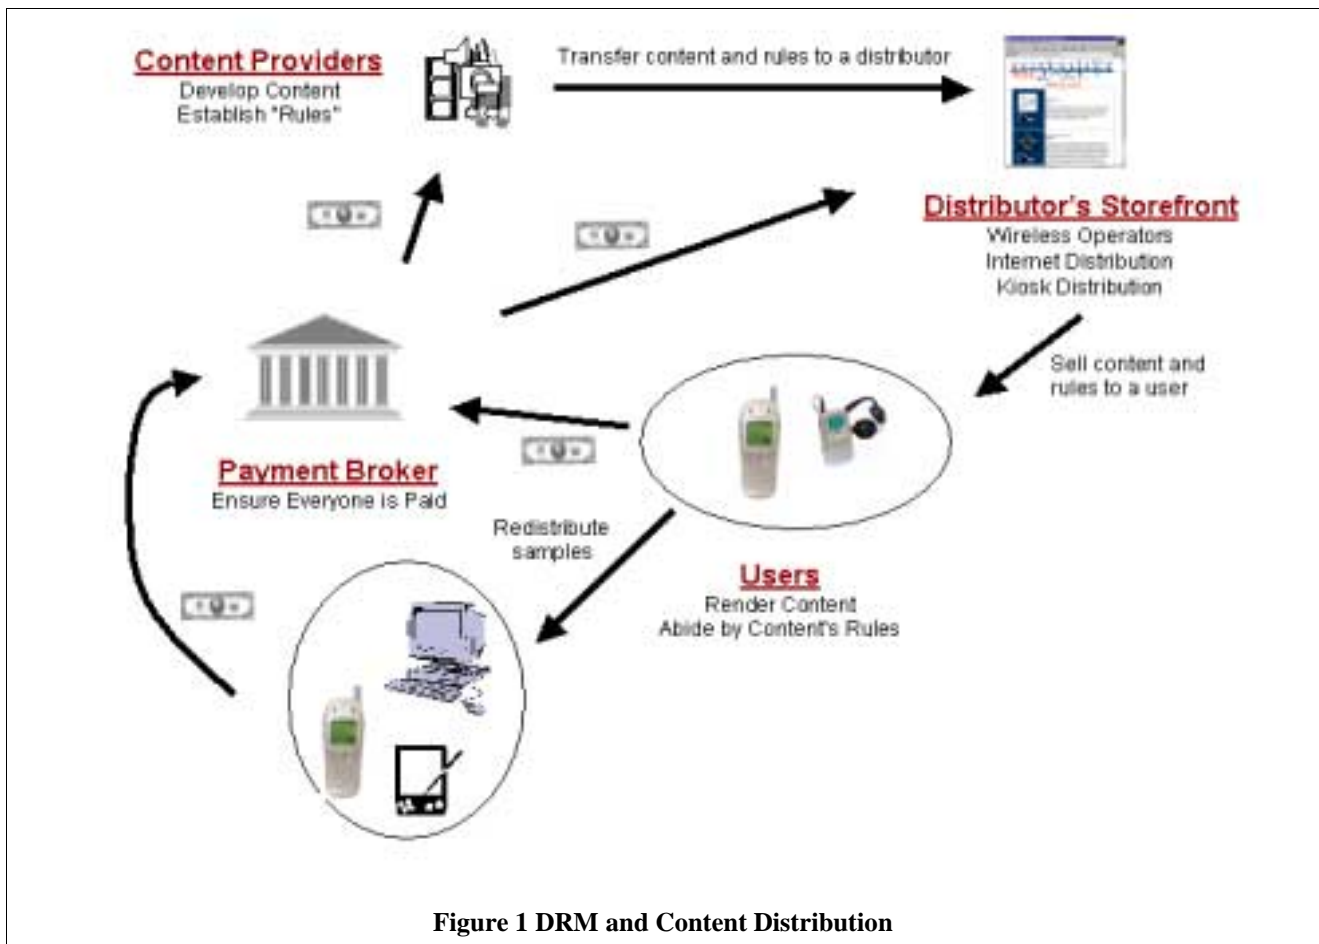 Content Providers
Develop Content
Establish "Rules"
Transfer content and rules to a distributor
Distributor's Storefront
Wireless Operators
Internet Distribution
Kiosk Distribution
Sell content and
rules to a user
Payment Broker
Ensure Everyone is Paid
Redistribute
samples
Users
Render Content
Abide by Content's Rules
Figure 1 DRM and Content Distribution